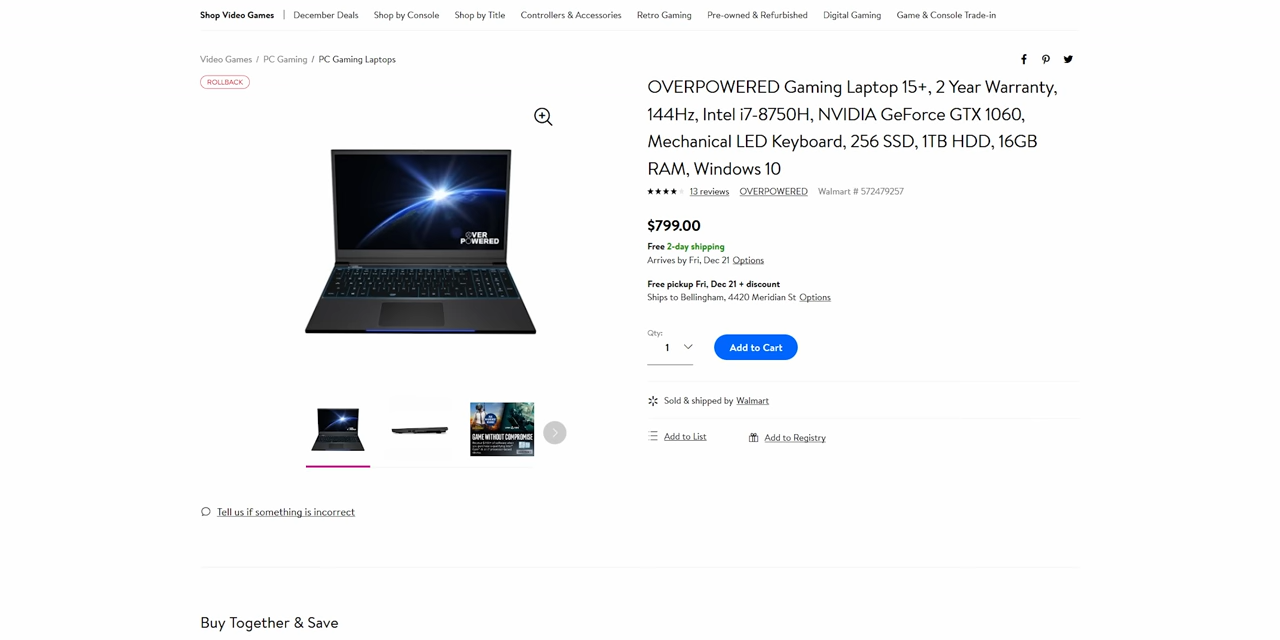 Shop Video Games | December Deals Shop by Console Shop by Title Controllers & Accessories Retro Gaming Pre-owned & Refurbished Digital Gaming Game & Console Trade-in
Video Games / PC Gaming / PC Gaming Laptops
ROLLBACK
OVER
POWERED
GAME WITHOUT COMPROMISE
Tell us if something is incorrect
OVERPOWERED Gaming Laptop 15+, 2 Year Warranty,
144Hz, Intel i7-8750H, NVIDIA GeForce GTX 1060,
Mechanical LED Keyboard, 256 SSD, 1TB HDD, 16GB
RAM, Windows 10
13 reviews OVERPOWERED Walmart # 572479257
$799.00
Free 2-day shipping
Arrives by Fri, Dec 21 Options
Free pickup Fri, Dec 21 + discount
Ships to Bellingham, 4420 Meridian St Options
Qty:
1
Add to Cart
Sold & shipped by Walmart
Add to List Add to Registry
Buy Together & Save